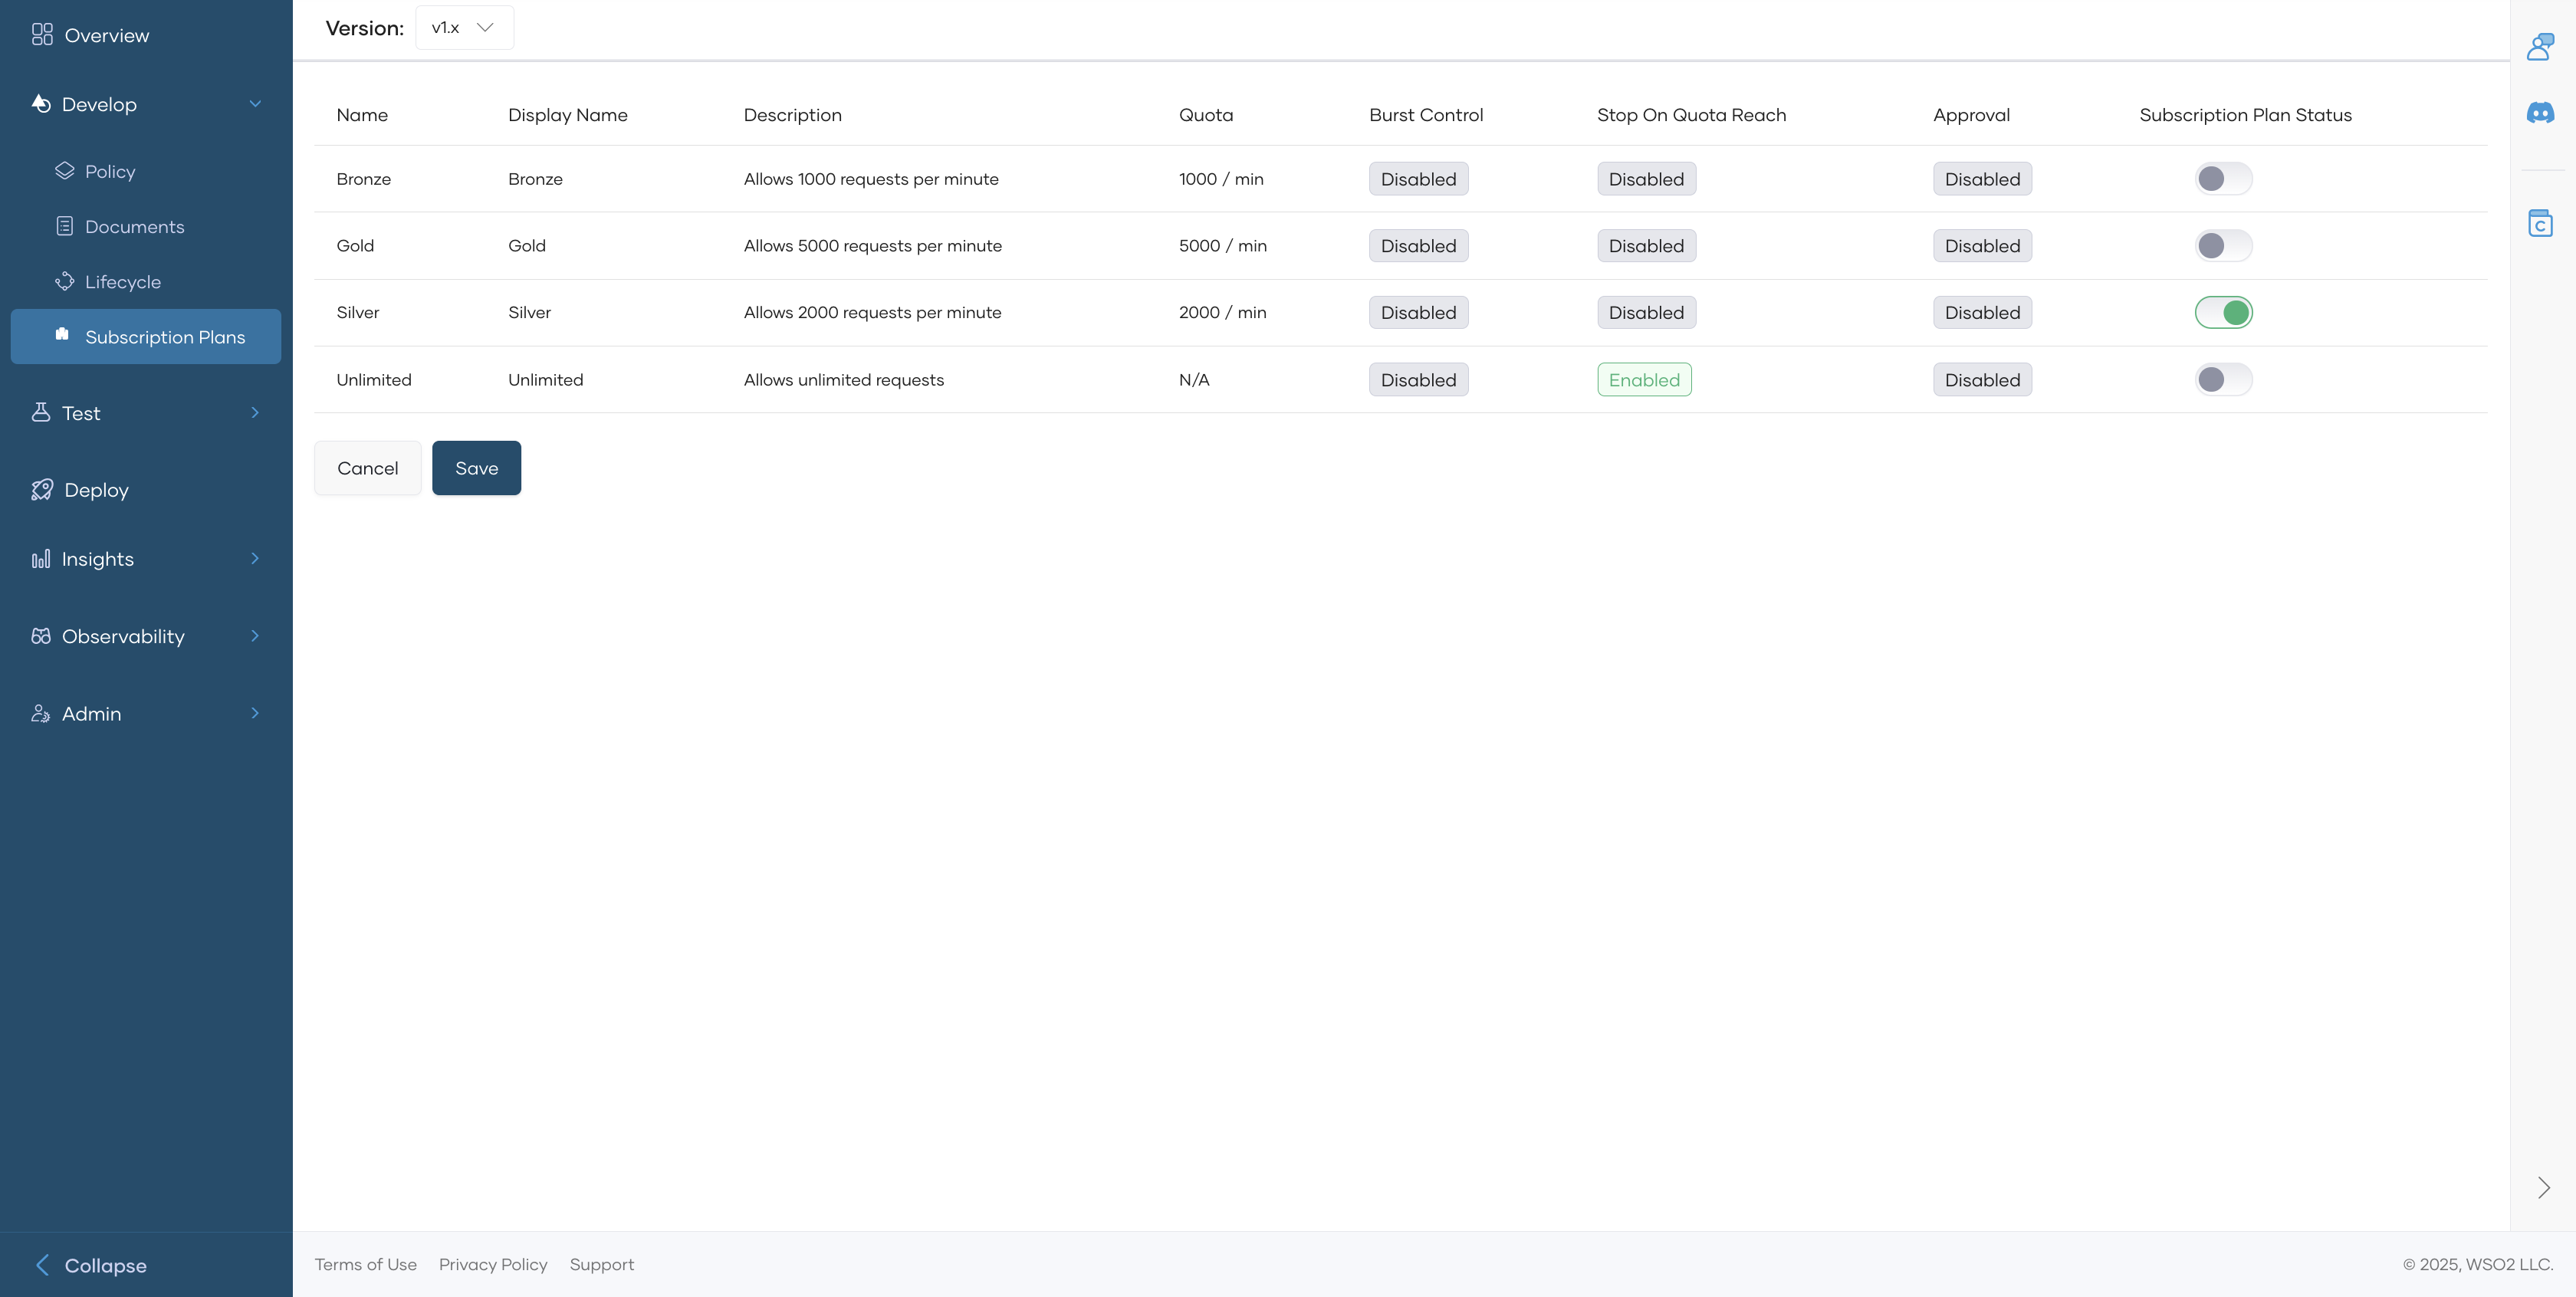 Overview
Develop
Policy
Documents
Lifecycle
Subscription Plans
Test
Deploy
Insights
Observability
Admin
Collapse
Version: v1.x
Name Display Name Description Quota Burst Control Stop On Quota Reach Approval Subscription Plan Status
Bronze Bronze Allows 1000 requests per minute 1000 / min Disabled Disabled Disabled
Gold Gold Allows 5000 requests per minute 5000 / min Disabled Disabled Disabled
Silver Silver Allows 2000 requests per minute 2000 / min Disabled Disabled Disabled
Unlimited Unlimited Allows unlimited requests N/A Disabled Enabled Disabled
Cancel Save
C
Terms of Use Privacy Policy Support © 2025, WSO2 LLC.